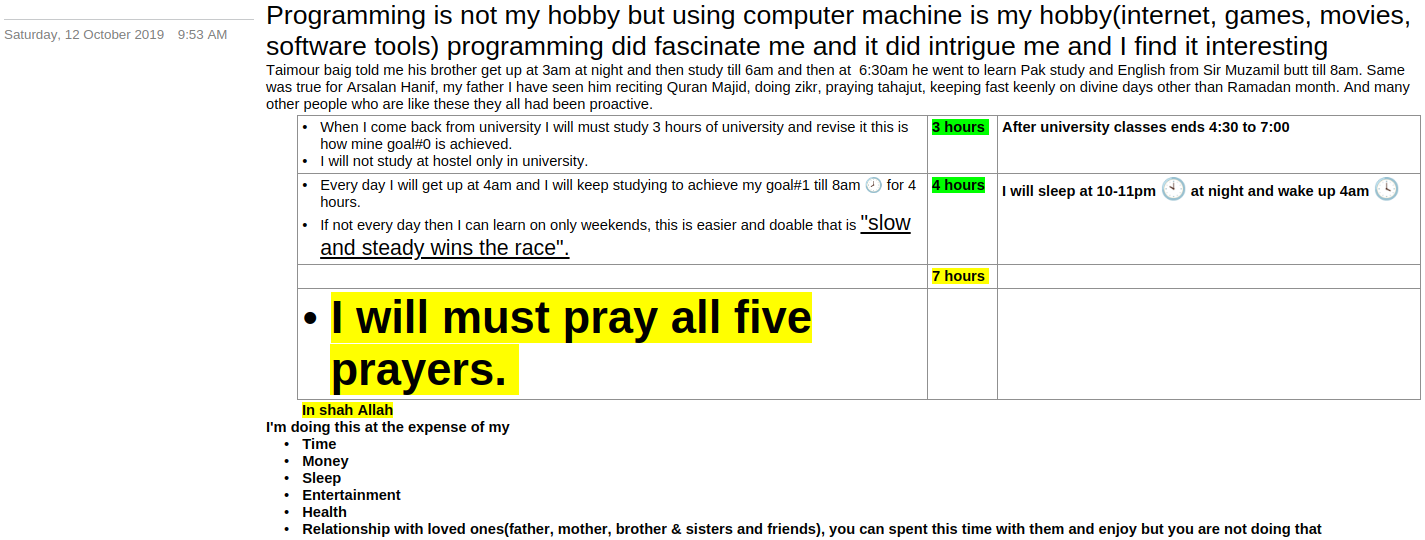 Programming is not my hobby but using computer machine is my hobby(internet, games, movies,
software tools) programming did fascinate me and it did intrigue me and I find it interesting
Saturday, 12 October 2019 9:53 AM
Taimour baig told me his brother get up at 3am at night and then study till 6am and then at 6:30am he went to learn Pak study and English from Sir Muzamil butt till 8am. Same
was true for Arsalan Hanif, my father I have seen him reciting Quran Majid, doing zikr, praying tahajut, keeping fast keenly on divine days other than Ramadan month. And many
other people who are like these they all had been proactive.
• When I come back from university I will must study 3 hours of university and revise it this is
how mine goal#0 is achieved.
• I will not study at hostel only in university.
3 hours
After university classes ends 4:30 to 7:00
• Every day I will get up at 4am and I will keep studying to achieve my goal#1 till 8am 🕗 for 4
hours.
• If not every day then I can learn on only weekends, this is easier and doable that is "slow
and steady wins the race".
4 hours
I will sleep at 10-11pm 🕙 at night and wake up 4am 🕓
7 hours
• I will must pray all five
prayers.
In shah Allah
I'm doing this at the expense of my
• Time
• Money
• Sleep
• Entertainment
• Health
• Relationship with loved ones(father, mother, brother & sisters and friends), you can spent this time with them and enjoy but you are not doing that